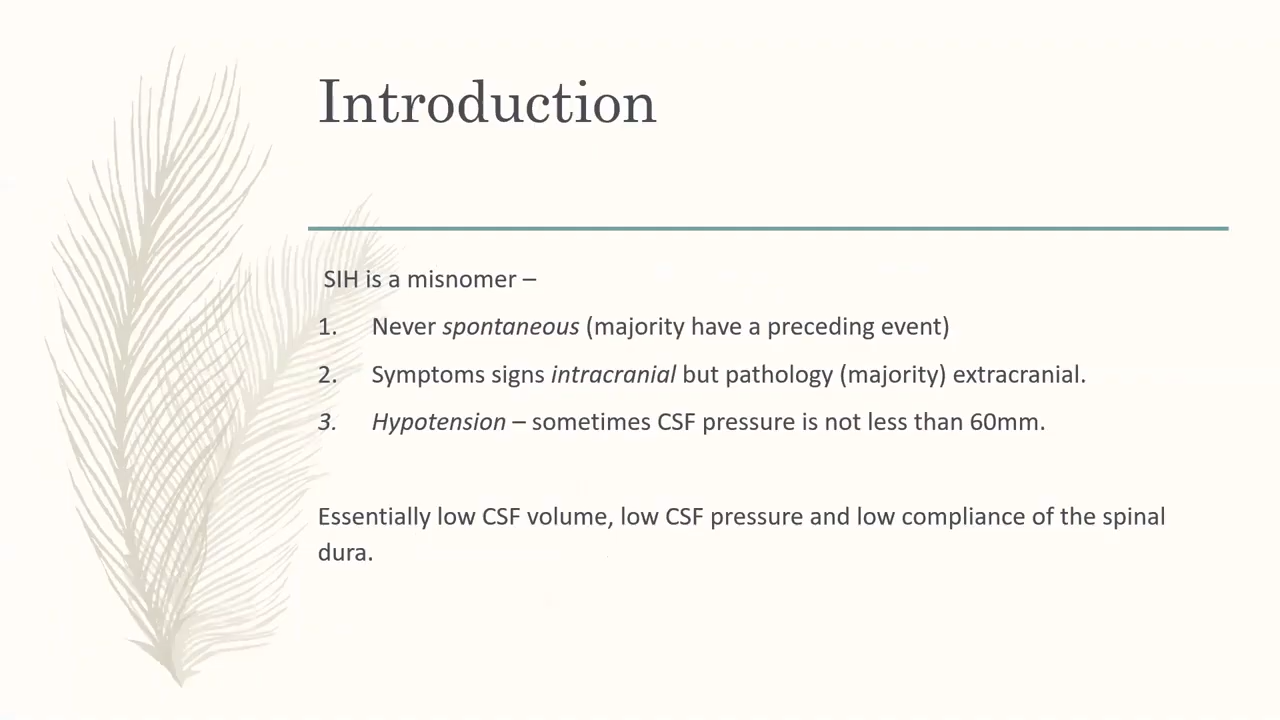 Introduction
SIH is a misnomer –
1. Never spontaneous (majority have a preceding event)
2. Symptoms signs intracranial but pathology (majority) extracranial.
3. Hypotension – sometimes CSF pressure is not less than 60mm.
Essentially low CSF volume, low CSF pressure and low compliance of the spinal
dura.